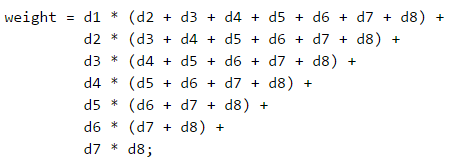 weight = d1 * (d2 + d3 + d4 + d5 + d6 + d7 + d8) +
d2 * (d3 + d4 + d5 + d6 + d7 + d8) +
d3 * (d4 + d5 + d6 + d7 + d8) +
d4 * (d5 + d6 + d7 + d8) +
d5 * (d6 + d7 + d8) +
d6 * (d7 + d8) +
d7 * d8;